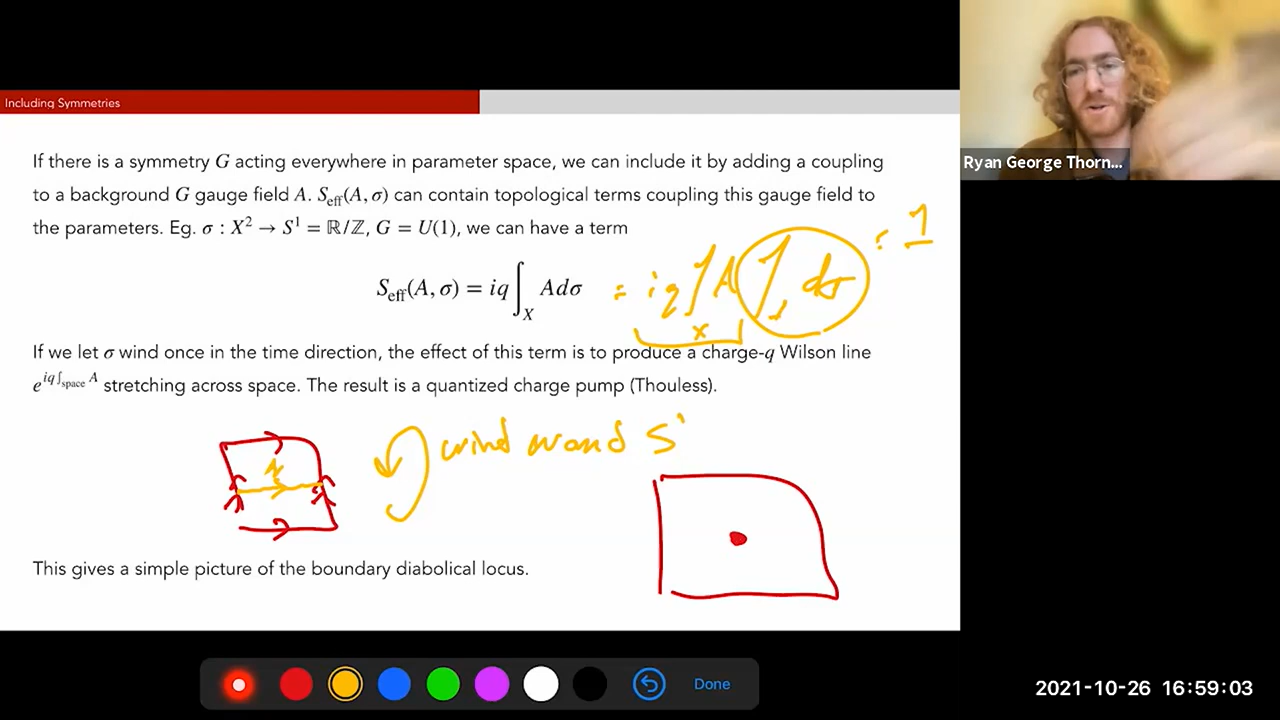 Including Symmetries
If there is a symmetry G acting everywhere in parameter space, we can include it by adding a coupling
to a background G gauge field A. S_eff(A, σ) can contain topological terms coupling this gauge field to
the parameters. Eg. σ : X² → S¹ = ℝ/ℤ, G = U(1), we can have a term
S_eff(A, σ) = iq ∫_X Adσ = iq ∫_x A ∫ dσ = 1
If we let σ wind once in the time direction, the effect of this term is to produce a charge-q Wilson line
e^{iq ∫_space A} stretching across space. The result is a quantized charge pump (Thouless).
wind around S¹
This gives a simple picture of the boundary diabolical locus.
Ryan George Thorn...
Done
2021-10-26 16:59:03